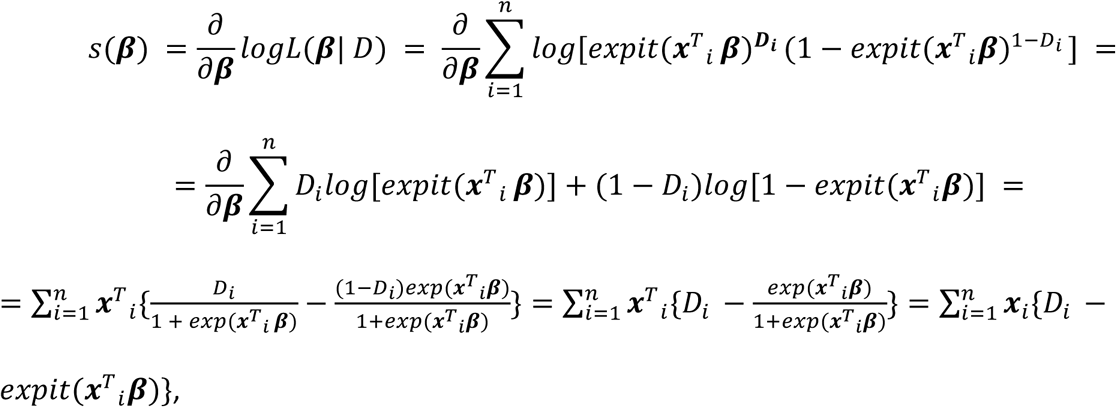 s(β) = ∂/∂β logL(β| D) = ∂/∂β ∑_{i=1}^{n} log[expit(x^T_i β)^{D_i} (1 − expit(x^T_i β)^{1−D_i}] =
= ∂/∂β ∑_{i=1}^{n} D_i log[expit(x^T_i β)] + (1 − D_i)log[1 − expit(x^T_i β)] =
= ∑_{i=1}^{n} x^T_i {D_i/(1 + exp(x^T_i β)) − (1−D_i)exp(x^T_i β)/(1+exp(x^T_i β))} = ∑_{i=1}^{n} x^T_i {D_i − exp(x^T_i β)/(1+exp(x^T_i β))} = ∑_{i=1}^{n} x_i {D_i −
expit(x^T_i β)},